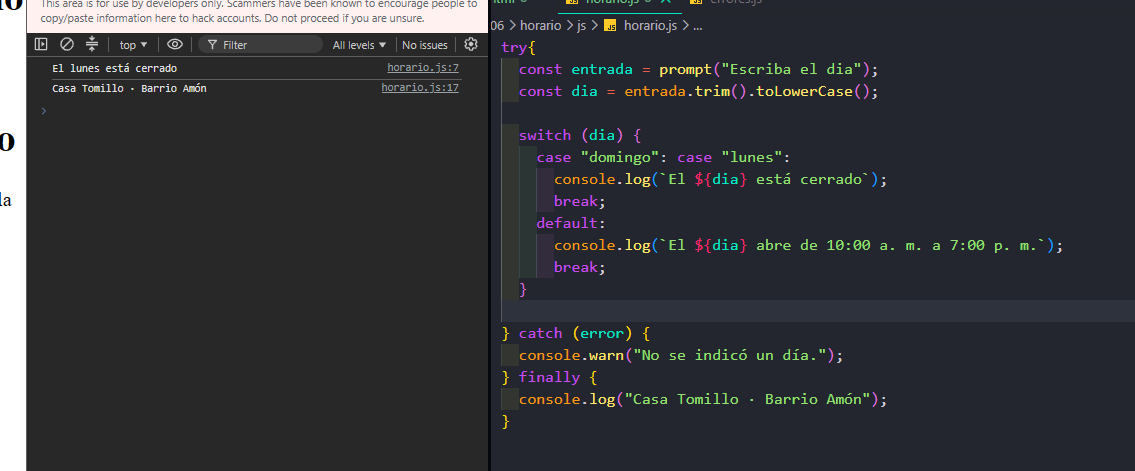 This area is for use by developers only. Scammers have been known to encourage people to
copy/paste information here to hack accounts. Do not proceed if you are unsure.
top
Filter
All levels
No issues
El lunes está cerrado horario.js:7
Casa Tomillo · Barrio Amón horario.js:17
la
horario.js
errores.js
06 > horario > js > JS horario.js > ...
try{
const entrada = prompt("Escriba el dia");
const dia = entrada.trim().toLowerCase();
switch (dia) {
case "domingo": case "lunes":
console.log(`El ${dia} está cerrado`);
break;
default:
console.log(`El ${dia} abre de 10:00 a. m. a 7:00 p. m.`);
break;
}
} catch (error) {
console.warn("No se indicó un día.");
} finally {
console.log("Casa Tomillo · Barrio Amón");
}